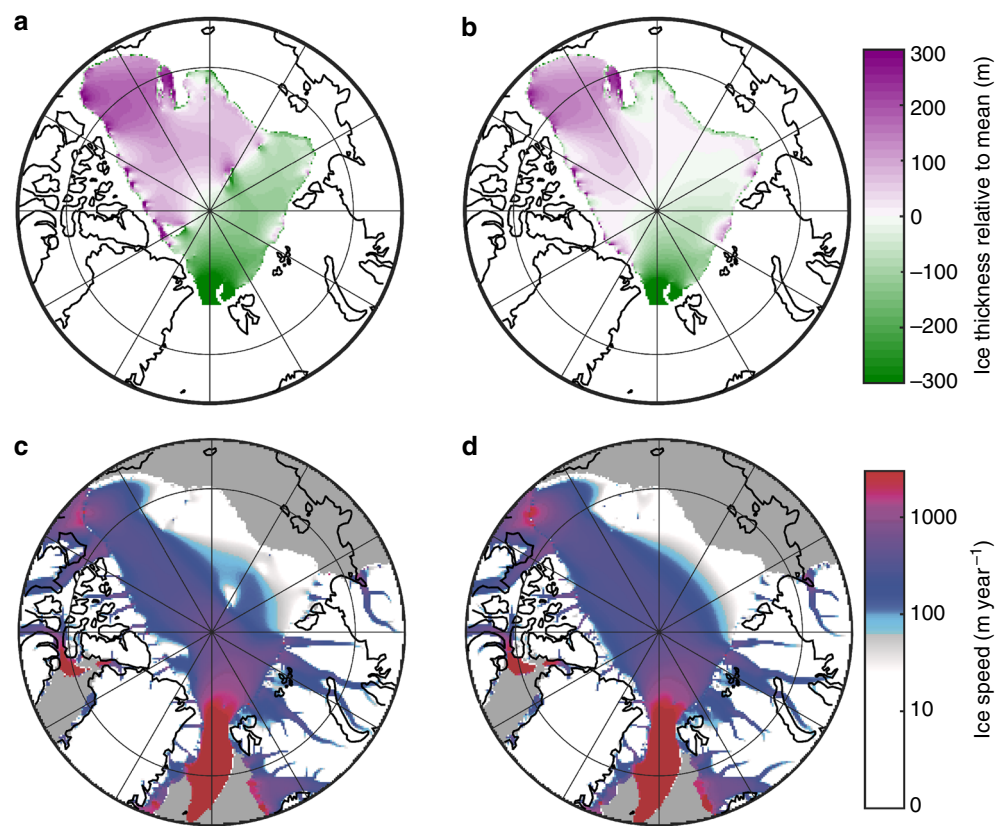 a
b
300
200
100
0
−100
−200
−300
Ice thickness relative to mean (m)
c
d
1000
100
10
0
Ice speed (m year−1)